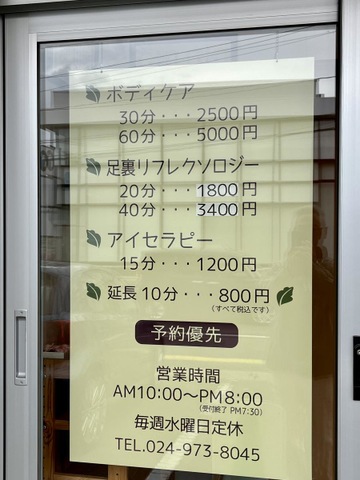 ボディケア
30分・・・2500円
60分・・・5000円
足裏リフレクソロジー
20分・・・1800円
40分・・・3400円
アイセラピー
15分・・・1200円
延長10分・・・800円
(すべて税込です)
予約優先
営業時間
AM10:00〜PM8:00
(受付終了 PM7:30)
毎週水曜日定休
TEL.024-973-8045